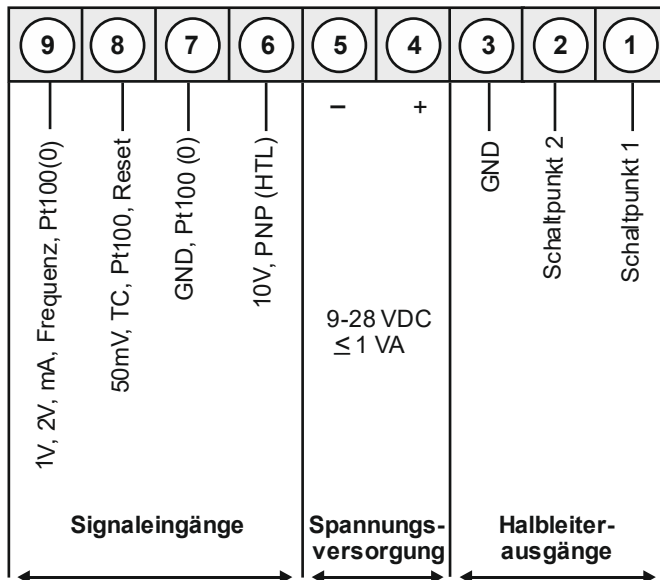 9 8 7 6 5 4 3 2 1
– +
1V, 2V, mA, Frequenz, Pt100(0)
50mV, TC, Pt100, Reset
GND, Pt100 (0)
10V, PNP (HTL)
9-28 VDC
≤ 1 VA
GND
Schaltpunkt 2
Schaltpunkt 1
Signaleingänge
Spannungs-
versorgung
Halbleiter-
ausgänge